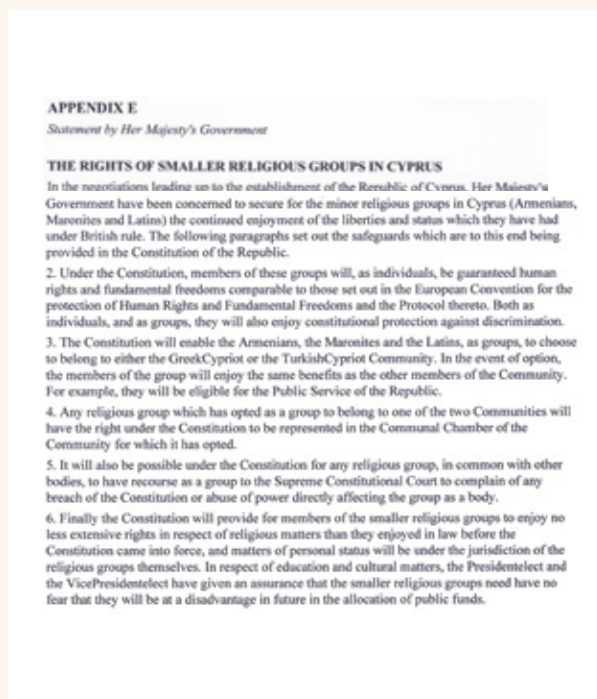 APPENDIX E
Statement by Her Majesty's Government
THE RIGHTS OF SMALLER RELIGIOUS GROUPS IN CYPRUS
In the negotiations leading up to the establishment of the Republic of Cyprus, Her Majesty's
Government have been concerned to secure for the minor religious groups in Cyprus (Armenians,
Maronites and Latins) the continued enjoyment of the liberties and status which they have had
under British rule. The following paragraphs set out the safeguards which are to this end being
provided in the Constitution of the Republic.
2. Under the Constitution, members of these groups will, as individuals, be guaranteed human
rights and fundamental freedoms comparable to those set out in the European Convention for the
protection of Human Rights and Fundamental Freedoms and the Protocol thereto. Both as
individuals, and as groups, they will also enjoy constitutional protection against discrimination.
3. The Constitution will enable the Armenians, the Maronites and the Latins, as groups, to choose
to belong to either the GreekCypriot or the TurkishCypriot Community. In the event of option,
the members of the group will enjoy the same benefits as the other members of the Community.
For example, they will be eligible for the Public Service of the Republic.
4. Any religious group which has opted as a group to belong to one of the two Communities will
have the right under the Constitution to be represented in the Communal Chamber of the
Community for which it has opted.
5. It will also be possible under the Constitution for any religious group, in common with other
bodies, to have recourse as a group to the Supreme Constitutional Court to complain of any
breach of the Constitution or abuse of power directly affecting the group as a body.
6. Finally the Constitution will provide for members of the smaller religious groups to enjoy no
less extensive rights in respect of religious matters than they enjoyed in law before the
Constitution came into force, and matters of personal status will be under the jurisdiction of the
religious groups themselves. In respect of education and cultural matters, the Presidentelect and
the VicePresidentelect have given an assurance that the smaller religious groups need have no
fear that they will be at a disadvantage in future in the allocation of public funds.